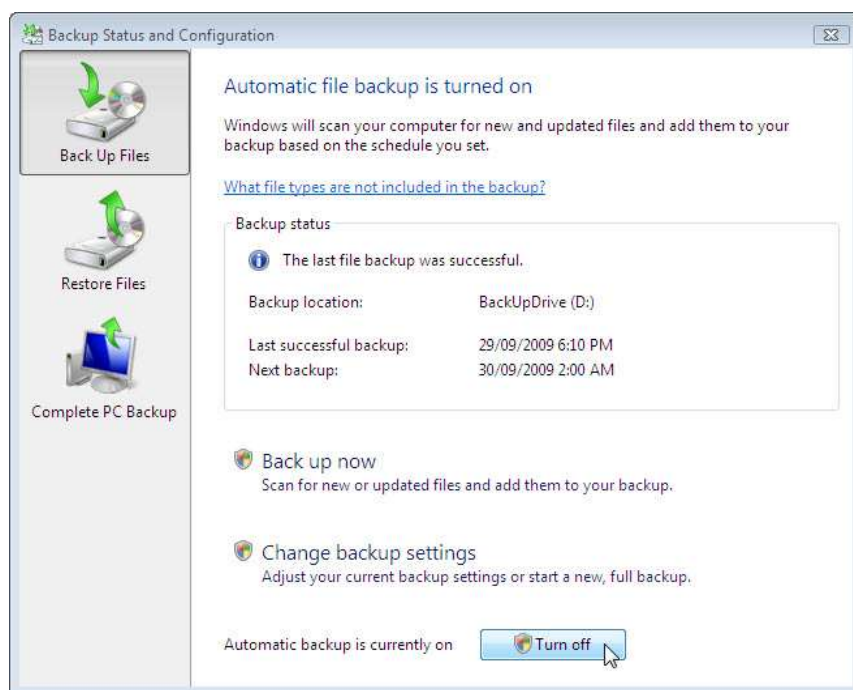 Backup Status and Configuration
Back Up Files
Restore Files
Complete PC Backup
Automatic file backup is turned on
Windows will scan your computer for new and updated files and add them to your
backup based on the schedule you set.
What file types are not included in the backup?
Backup status
The last file backup was successful.
Backup location: BackUpDrive (D:)
Last successful backup: 29/09/2009 6:10 PM
Next backup: 30/09/2009 2:00 AM
Back up now
Scan for new or updated files and add them to your backup.
Change backup settings
Adjust your current backup settings or start a new, full backup.
Automatic backup is currently on Turn off